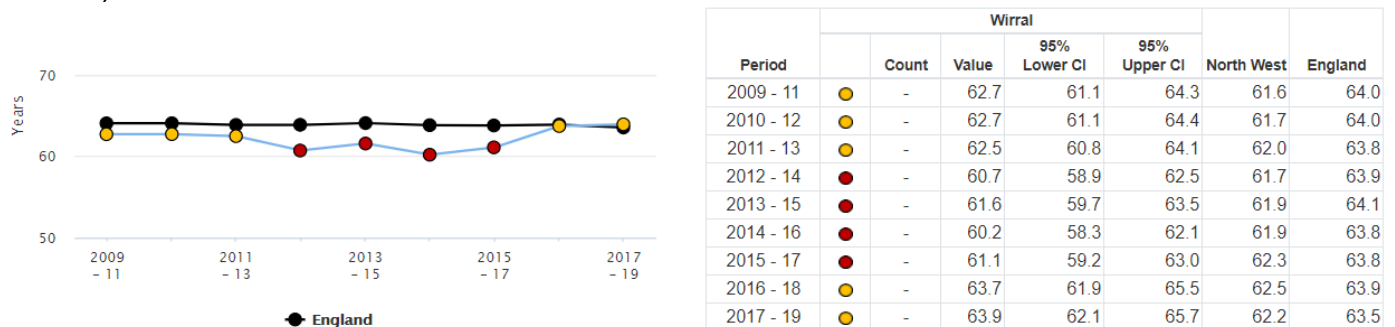 70
Years
60
50
2009
- 11
2011
- 13
2013
- 15
2015
- 17
2017
- 19
England
Wirral
Period Count Value 95% Lower CI 95% Upper CI North West England
2009 - 11 - 62.7 61.1 64.3 61.6 64.0
2010 - 12 - 62.7 61.1 64.4 61.7 64.0
2011 - 13 - 62.5 60.8 64.1 62.0 63.8
2012 - 14 - 60.7 58.9 62.5 61.7 63.9
2013 - 15 - 61.6 59.7 63.5 61.9 64.1
2014 - 16 - 60.2 58.3 62.1 61.9 63.8
2015 - 17 - 61.1 59.2 63.0 62.3 63.8
2016 - 18 - 63.7 61.9 65.5 62.5 63.9
2017 - 19 - 63.9 62.1 65.7 62.2 63.5